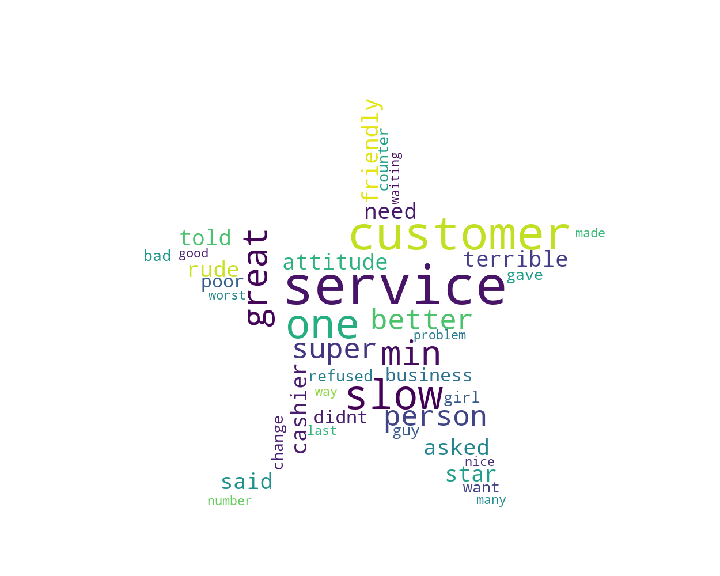 friendly
counter
waiting
need
customer
made
told
good
bad
great
attitude
terrible
rude
poor
worst
service
gave
one
better
problem
super
min
refused
business
way
slow
girl
cashier
didnt
person
change
last
guy
asked
said
nice
star
want
number
many